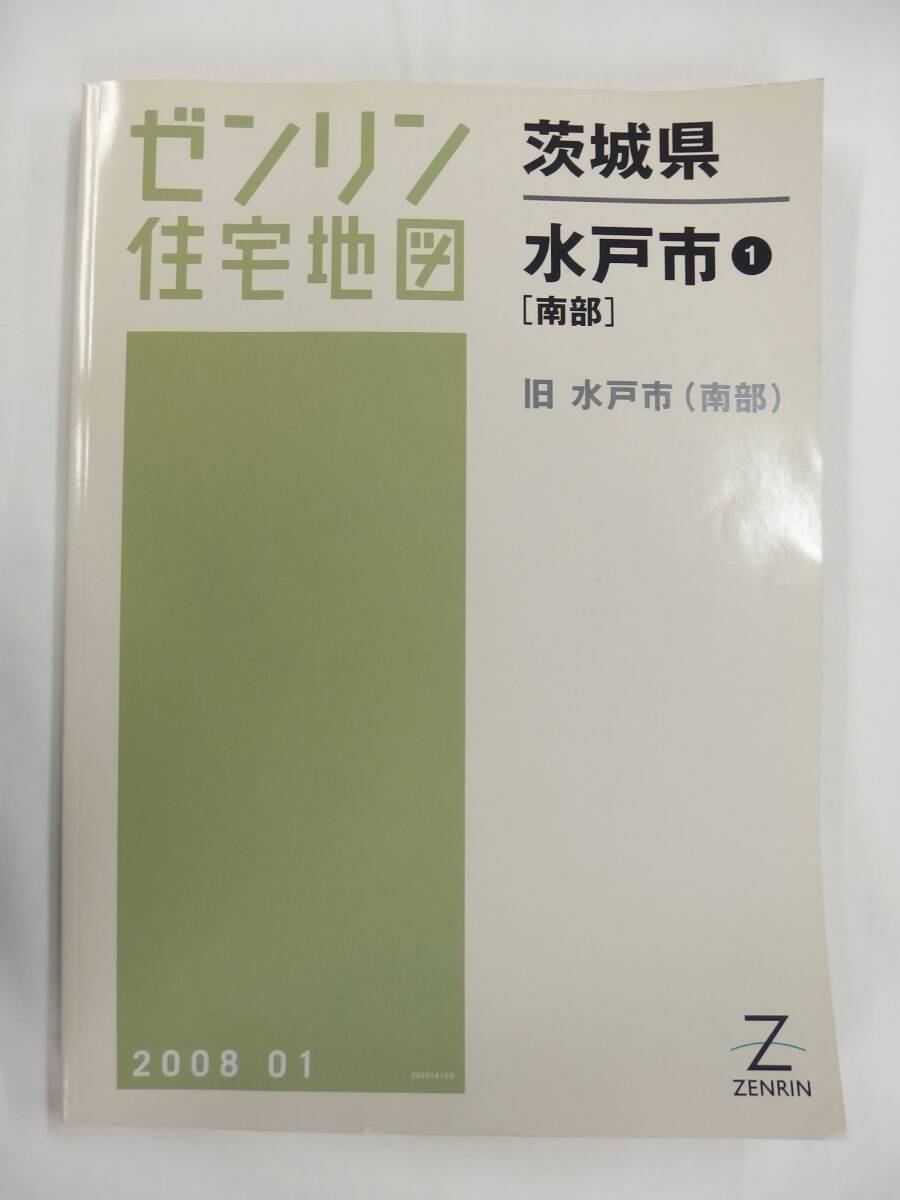 ゼンリン
住宅地図
茨城県
水戸市❶
[南部]
旧 水戸市(南部)
2008 01
Z
ZENRIN